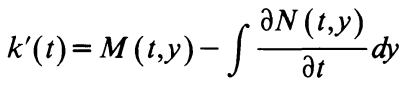 k′(t) = M (t,y) − ∫ ∂N (t,y)/∂t dy